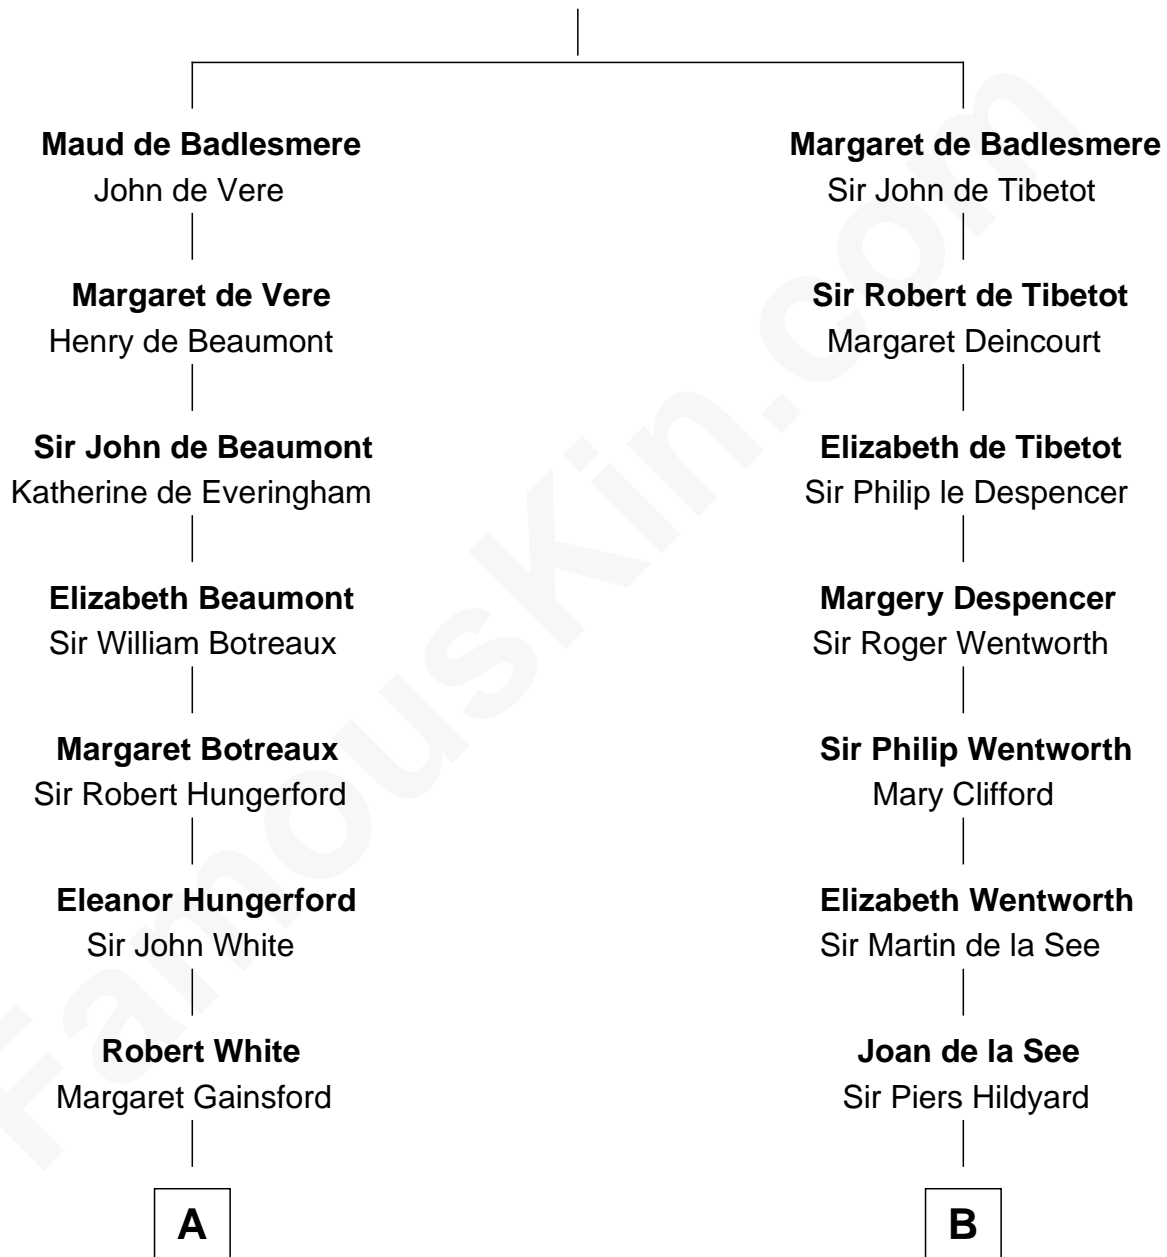 Maud de Badlesmere
John de Vere
Margaret de Vere
Henry de Beaumont
Sir John de Beaumont
Katherine de Everingham
Elizabeth Beaumont
Sir William Botreaux
Margaret Botreaux
Sir Robert Hungerford
Eleanor Hungerford
Sir John White
Robert White
Margaret Gainsford
A
Margaret de Badlesmere
Sir John de Tibetot
Sir Robert de Tibetot
Margaret Deincourt
Elizabeth de Tibetot
Sir Philip le Despencer
Margery Despencer
Sir Roger Wentworth
Sir Philip Wentworth
Mary Clifford
Elizabeth Wentworth
Sir Martin de la See
Joan de la See
Sir Piers Hildyard
B
FamousKin.com